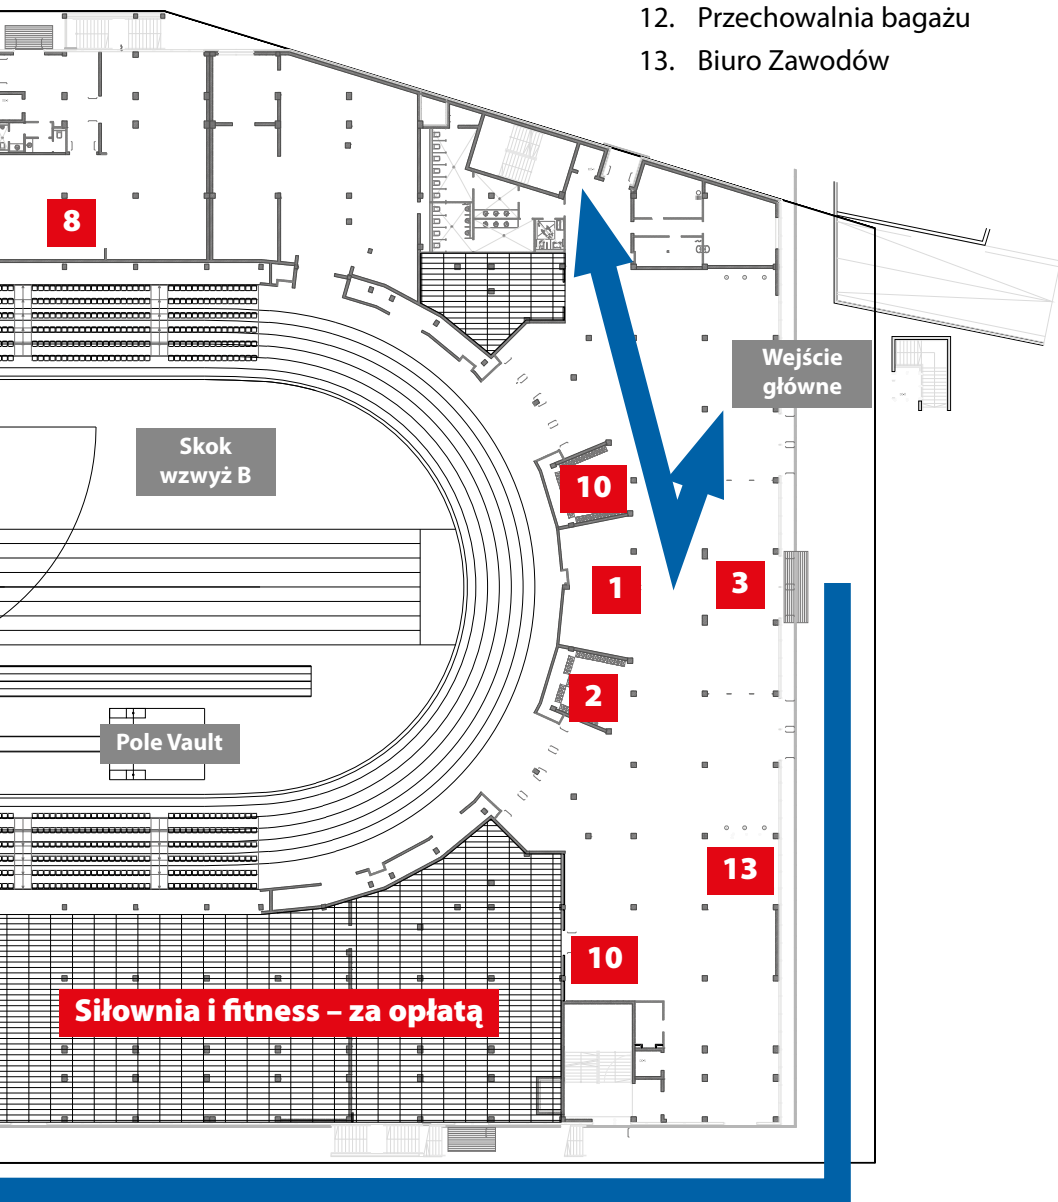 12. Przechowalnia bagażu
13. Biuro Zawodów
8
Wejście
główne
Skok
wzwyż B
10
1
3
2
Pole Vault
13
10
Siłownia i fitness – za opłatą